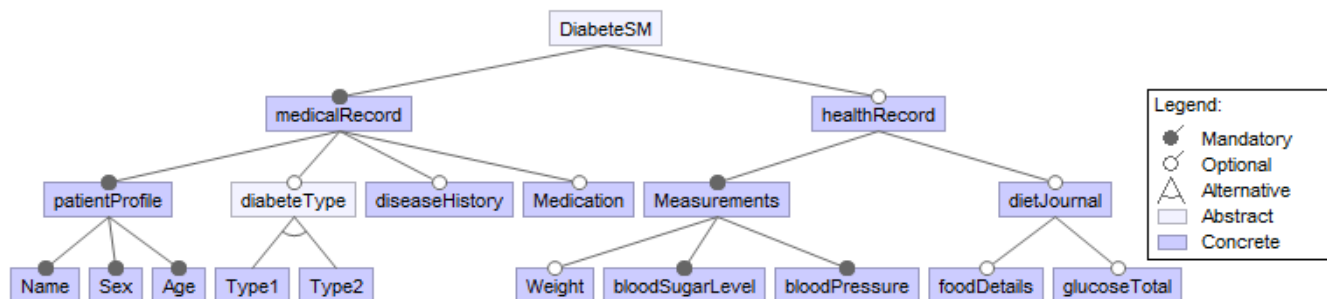 DiabeteSM
medicalRecord
healthRecord
Legend:
Mandatory
Optional
Alternative
Abstract
Concrete
patientProfile
diabeteType
diseaseHistory
Medication
Measurements
dietJournal
Name
Sex
Age
Type1
Type2
Weight
bloodSugarLevel
bloodPressure
foodDetails
glucoseTotal